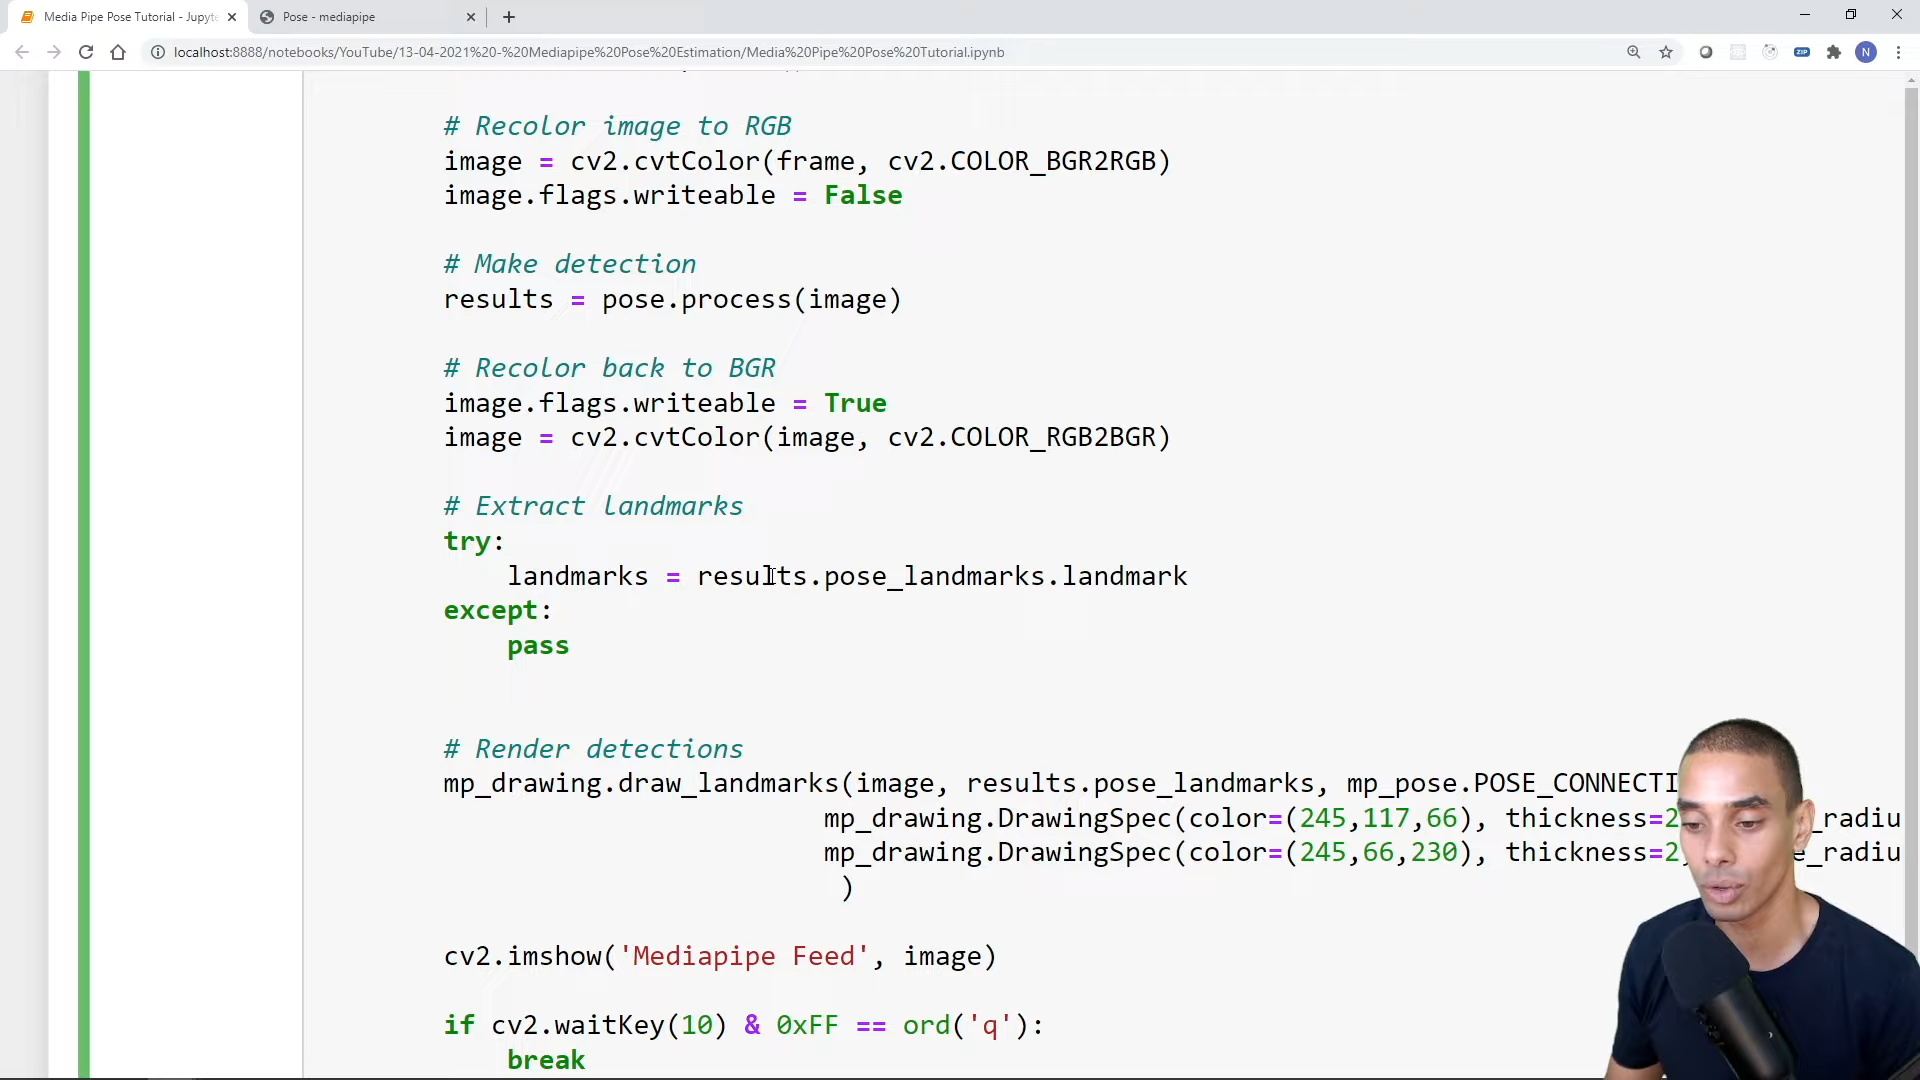 Media Pipe Pose Tutorial - Jupyte
Pose - mediapipe
localhost:8888/notebooks/YouTube/13-04-2021%20-%20Mediapipe%20Pose%20Estimation/Media%20Pipe%20Pose%20Tutorial.ipynb
ZIP
N
# Recolor image to RGB
image = cv2.cvtColor(frame, cv2.COLOR_BGR2RGB)
image.flags.writeable = False
# Make detection
results = pose.process(image)
# Recolor back to BGR
image.flags.writeable = True
image = cv2.cvtColor(image, cv2.COLOR_RGB2BGR)
# Extract landmarks
try:
landmarks = results.pose_landmarks.landmark
except:
pass
# Render detections
mp_drawing.draw_landmarks(image, results.pose_landmarks, mp_pose.POSE_CONNECTI
mp_drawing.DrawingSpec(color=(245,117,66), thickness=2 _radiu
mp_drawing.DrawingSpec(color=(245,66,230), thickness=2, e_radiu
)
cv2.imshow('Mediapipe Feed', image)
if cv2.waitKey(10) & 0xFF == ord('q'):
break